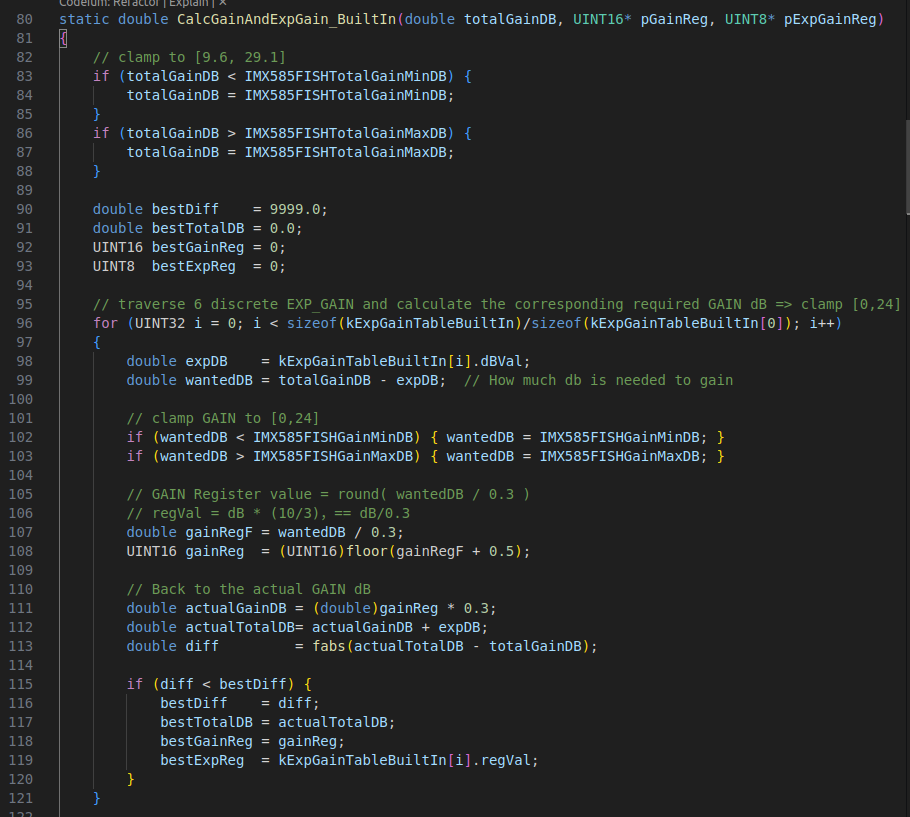 Codeium: Refactor | Explain | ×
80 static double CalcGainAndExpGain_BuiltIn(double totalGainDB, UINT16* pGainReg, UINT8* pExpGainReg)
81 {
82 // clamp to [9.6, 29.1]
83 if (totalGainDB < IMX585FISHTotalGainMinDB) {
84 totalGainDB = IMX585FISHTotalGainMinDB;
85 }
86 if (totalGainDB > IMX585FISHTotalGainMaxDB) {
87 totalGainDB = IMX585FISHTotalGainMaxDB;
88 }
89
90 double bestDiff    = 9999.0;
91 double bestTotalDB = 0.0;
92 UINT16 bestGainReg = 0;
93 UINT8  bestExpReg  = 0;
94
95 // traverse 6 discrete EXP_GAIN and calculate the corresponding required GAIN dB => clamp [0,24]
96 for (UINT32 i = 0; i < sizeof(kExpGainTableBuiltIn)/sizeof(kExpGainTableBuiltIn[0]); i++)
97 {
98 double expDB    = kExpGainTableBuiltIn[i].dBVal;
99 double wantedDB = totalGainDB - expDB;  // How much db is needed to gain
100
101 // clamp GAIN to [0,24]
102 if (wantedDB < IMX585FISHGainMinDB) { wantedDB = IMX585FISHGainMinDB; }
103 if (wantedDB > IMX585FISHGainMaxDB) { wantedDB = IMX585FISHGainMaxDB; }
104
105 // GAIN Register value = round( wantedDB / 0.3 )
106 // regVal = dB * (10/3)，== dB/0.3
107 double gainRegF = wantedDB / 0.3;
108 UINT16 gainReg  = (UINT16)floor(gainRegF + 0.5);
109
110 // Back to the actual GAIN dB
111 double actualGainDB = (double)gainReg * 0.3;
112 double actualTotalDB= actualGainDB + expDB;
113 double diff         = fabs(actualTotalDB - totalGainDB);
114
115 if (diff < bestDiff) {
116 bestDiff    = diff;
117 bestTotalDB = actualTotalDB;
118 bestGainReg = gainReg;
119 bestExpReg  = kExpGainTableBuiltIn[i].regVal;
120 }
121 }